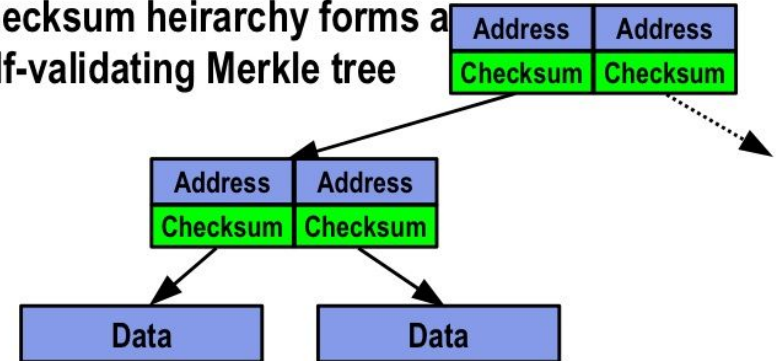 ecksum heirarchy forms a
lf-validating Merkle tree
Address Address
Checksum Checksum
Address Address
Checksum Checksum
Data Data